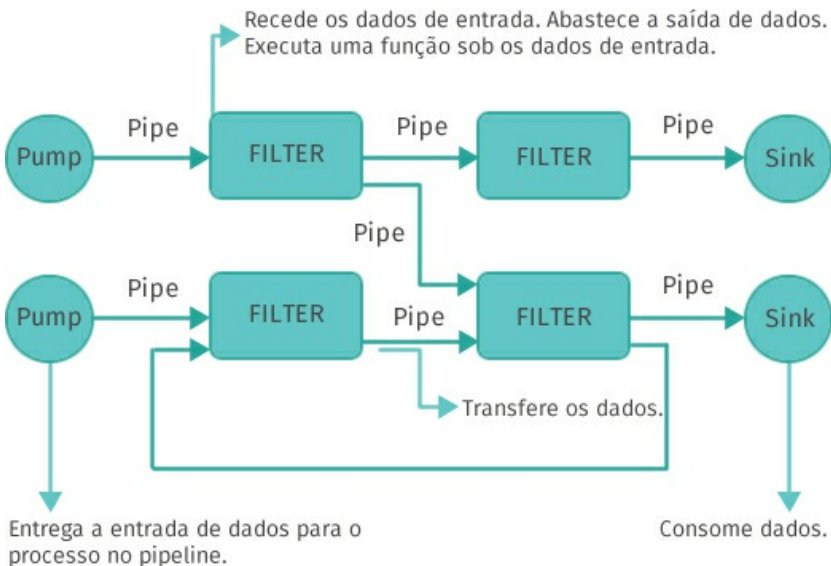 Recede os dados de entrada. Abastece a saída de dados.
Executa uma função sob os dados de entrada.
Pipe
Pipe
Pipe
Pump
FILTER
FILTER
Sink
Pipe
Pipe
Pipe
Pump
FILTER
Pipe
FILTER
Sink
Transfere os dados.
Entrega a entrada de dados para o
processo no pipeline.
Consome dados.